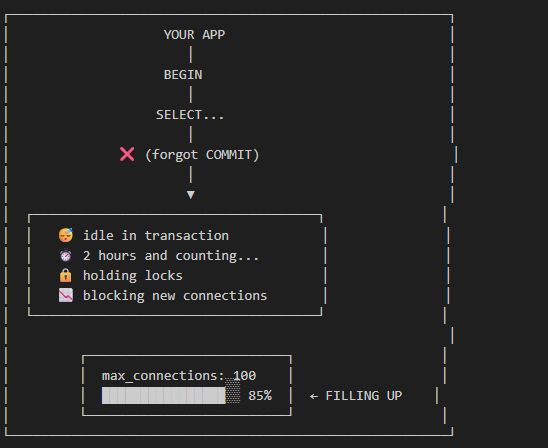 YOUR APP
BEGIN
SELECT...
❌ (forgot COMMIT)
😴 idle in transaction
⏰ 2 hours and counting...
🔒 holding locks
📉 blocking new connections
max_connections: 100
85% ← FILLING UP